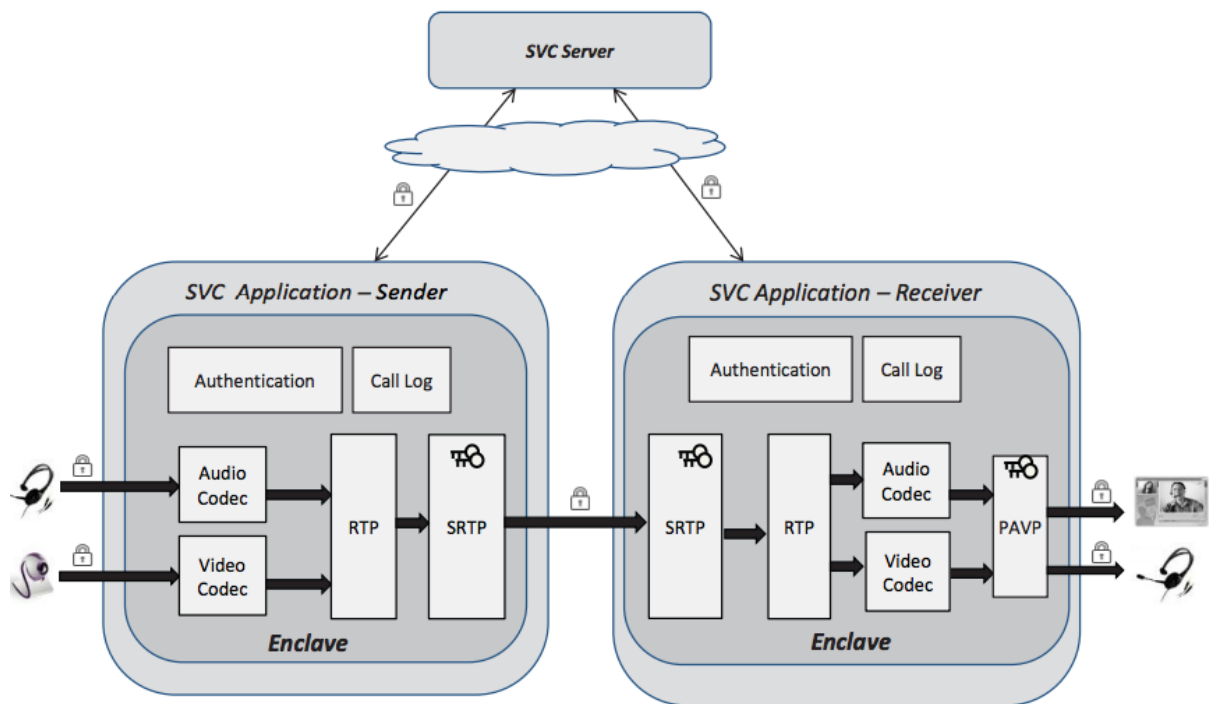 SVC Server
SVC Application – Sender
Authentication
Call Log
Audio
Codec
Video
Codec
RTP
SRTP
Enclave
SVC Application – Receiver
Authentication
Call Log
SRTP
RTP
Audio
Codec
Video
Codec
PAVP
Enclave